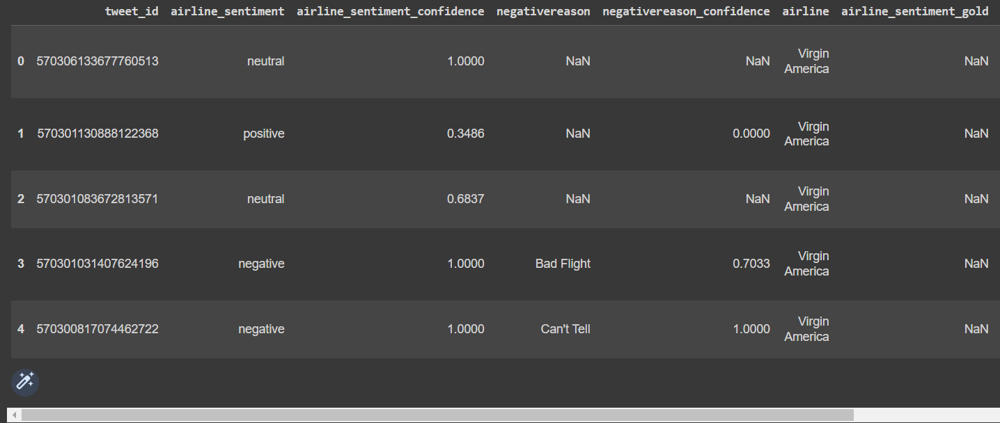 tweet_id airline_sentiment airline_sentiment_confidence negativereason negativereason_confidence airline airline_sentiment_gold
0 570306133677760513 neutral 1.0000 NaN NaN Virgin America NaN
1 570301130888122368 positive 0.3486 NaN 0.0000 Virgin America NaN
2 570301083672813571 neutral 0.6837 NaN NaN Virgin America NaN
3 570301031407624196 negative 1.0000 Bad Flight 0.7033 Virgin America NaN
4 570300817074462722 negative 1.0000 Can't Tell 1.0000 Virgin America NaN